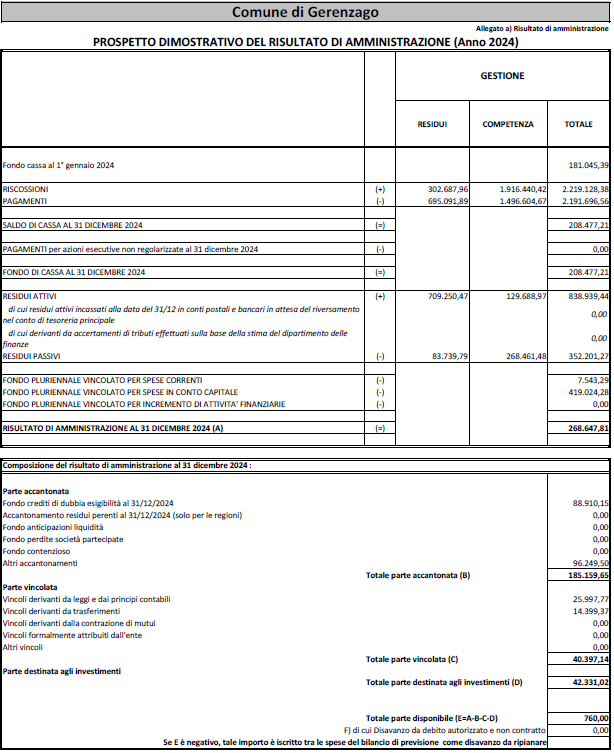 Comune di Gerenzago
Allegato a) Risultato di amministrazione
PROSPETTO DIMOSTRATIVO DEL RISULTATO DI AMMINISTRAZIONE (Anno 2024)
GESTIONE
RESIDUI COMPETENZA TOTALE
Fondo cassa al 1° gennaio 2024 181.045,39
RISCOSSIONI (+) 302.687,96 1.916.440,42 2.219.128,38
PAGAMENTI (-) 695.091,89 1.496.604,67 2.191.696,56
SALDO DI CASSA AL 31 DICEMBRE 2024 (=) 208.477,21
PAGAMENTI per azioni esecutive non regolarizzate al 31 dicembre 2024 (-) 0,00
FONDO DI CASSA AL 31 DICEMBRE 2024 (=) 208.477,21
RESIDUI ATTIVI (+) 709.250,47 129.688,97 838.939,44
di cui residui attivi incassati alla data del 31/12 in conti postali e bancari in attesa del riversamento
nel conto di tesoreria principale 0,00
di cui derivanti da accertamenti di tributi effettuati sulla base della stima del dipartimento delle
finanze 0,00
RESIDUI PASSIVI (-) 83.739,79 268.461,48 352.201,27
FONDO PLURIENNALE VINCOLATO PER SPESE CORRENTI (-) 7.543,29
FONDO PLURIENNALE VINCOLATO PER SPESE IN CONTO CAPITALE (-) 419.024,28
FONDO PLURIENNALE VINCOLATO PER INCREMENTO DI ATTIVITA' FINANZIARIE (-) 0,00
RISULTATO DI AMMINISTRAZIONE AL 31 DICEMBRE 2024 (A) (=) 268.647,81
Composizione del risultato di amministrazione al 31 dicembre 2024 :
Parte accantonata
Fondo crediti di dubbia esigibilità al 31/12/2024 88.910,15
Accantonamento residui perenti al 31/12/2024 (solo per le regioni) 0,00
Fondo anticipazioni liquidità 0,00
Fondo perdite società partecipate 0,00
Fondo contenzioso 0,00
Altri accantonamenti 96.249,50
Totale parte accantonata (B) 185.159,65
Parte vincolata
Vincoli derivanti da leggi e dai principi contabili 25.997,77
Vincoli derivanti da trasferimenti 14.399,37
Vincoli derivanti dalla contrazione di mutui 0,00
Vincoli formalmente attribuiti dall'ente 0,00
Altri vincoli 0,00
Totale parte vincolata (C) 40.397,14
Parte destinata agli investimenti
Totale parte destinata agli investimenti (D) 42.331,02
Totale parte disponibile (E=A-B-C-D) 760,00
F) di cui Disavanzo da debito autorizzato e non contratto 0,00
Se E è negativo, tale importo è iscritto tra le spese del bilancio di previsione come disavanzo da ripianare